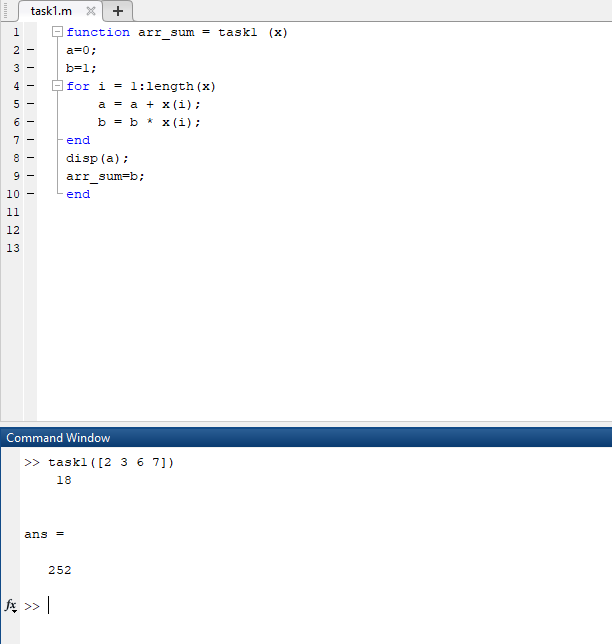 task1.m
1 function arr_sum = task1 (x)
2 a=0;
3 b=1;
4 for i = 1:length(x)
5 a = a + x(i);
6 b = b * x(i);
7 end
8 disp(a);
9 arr_sum=b;
10 end
11
12
13
Command Window
>> task1([2 3 6 7])
18
ans =
252
fx >>